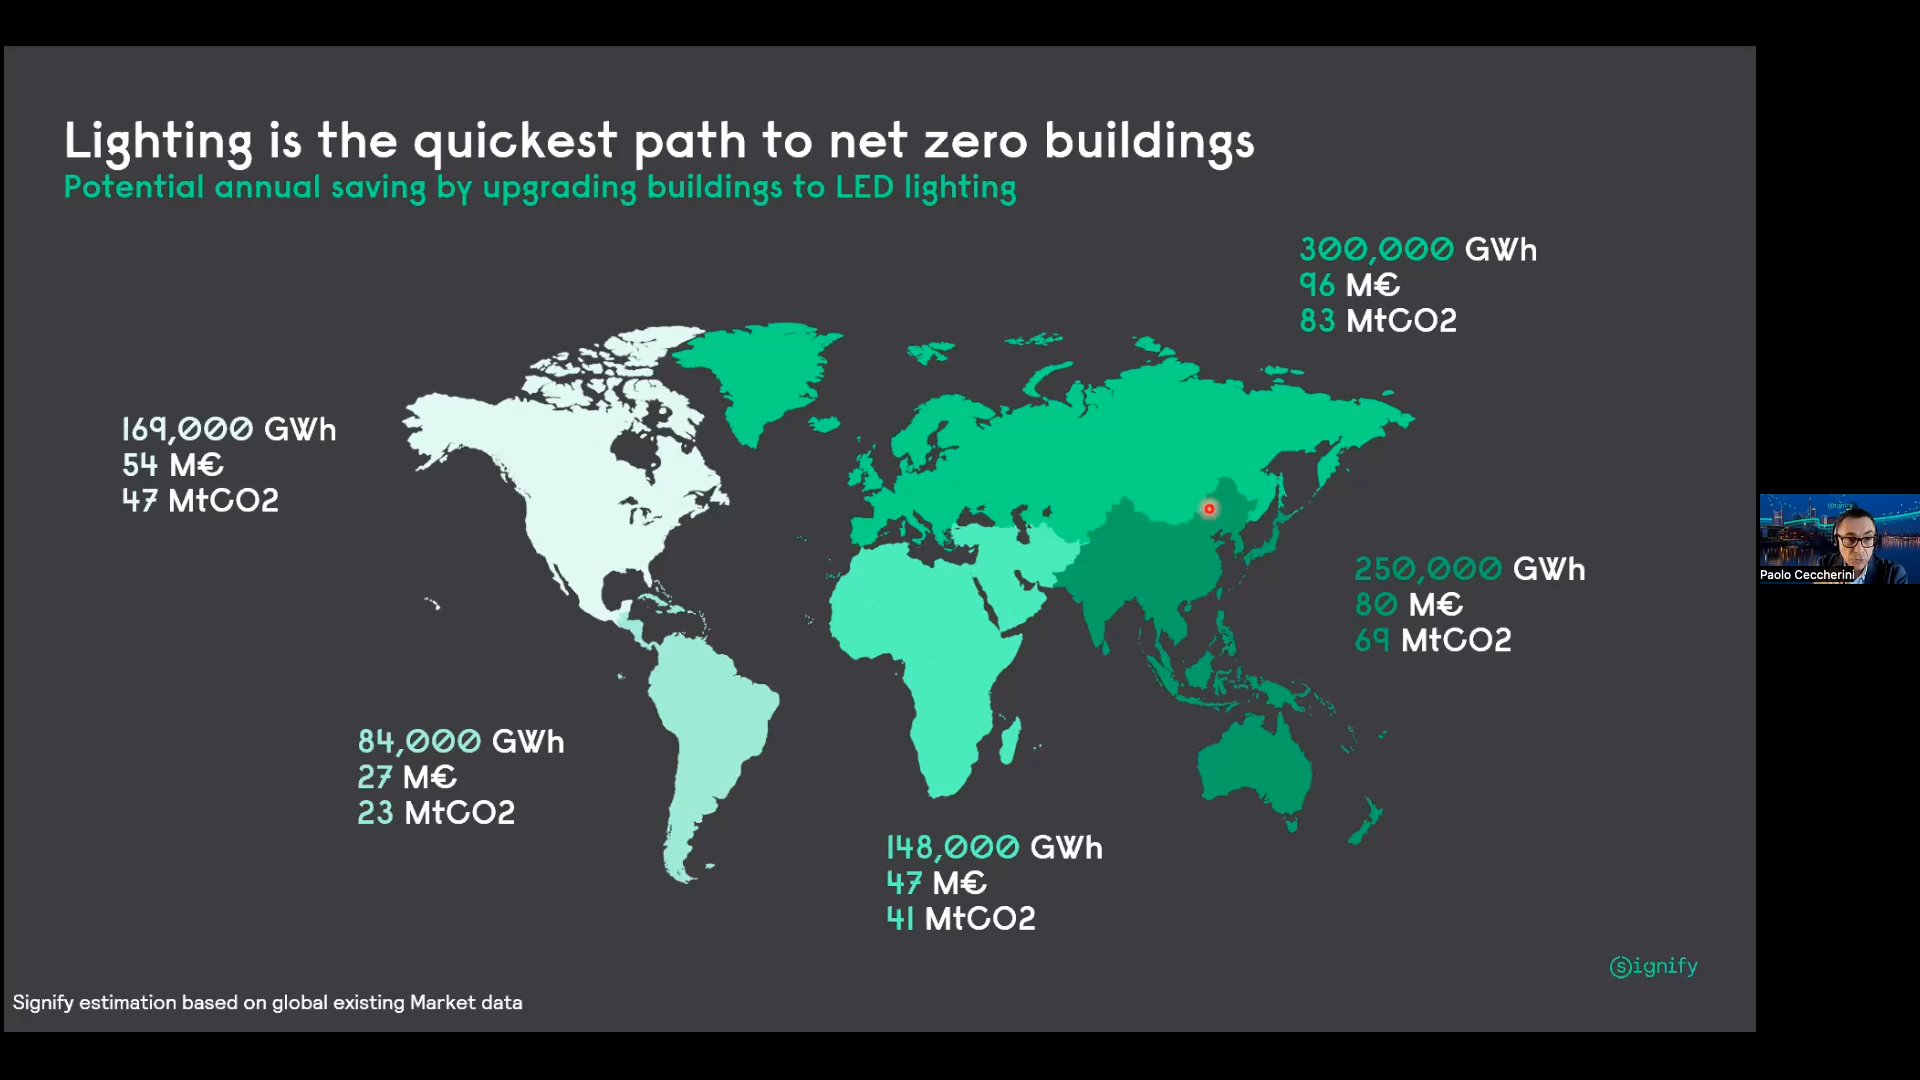 Lighting is the quickest path to net zero buildings
Potential annual saving by upgrading buildings to LED lighting
300,000 GWh
96 M€
83 MtCO2
169,000 GWh
54 M€
47 MtCO2
250,000 GWh
80 M€
69 MtCO2
84,000 GWh
27 M€
23 MtCO2
148,000 GWh
47 M€
41 MtCO2
Signify
Signify estimation based on global existing Market data
Signify
Paolo Ceccherini